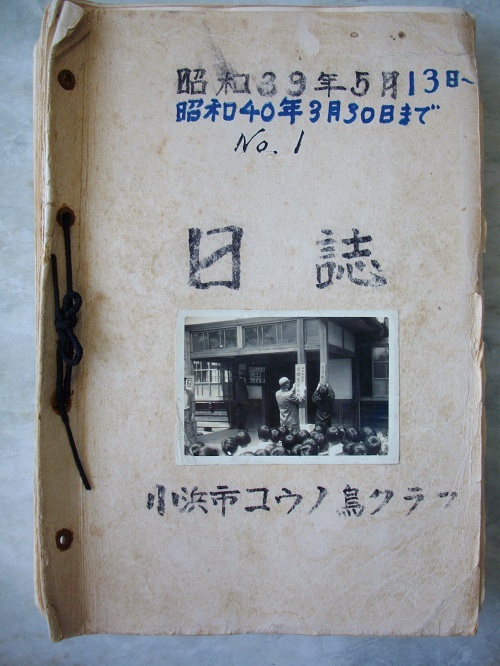 昭和39年5月13日〜
昭和40年3月30日まで
No. 1
日誌
小浜市コウノ鳥クラブ